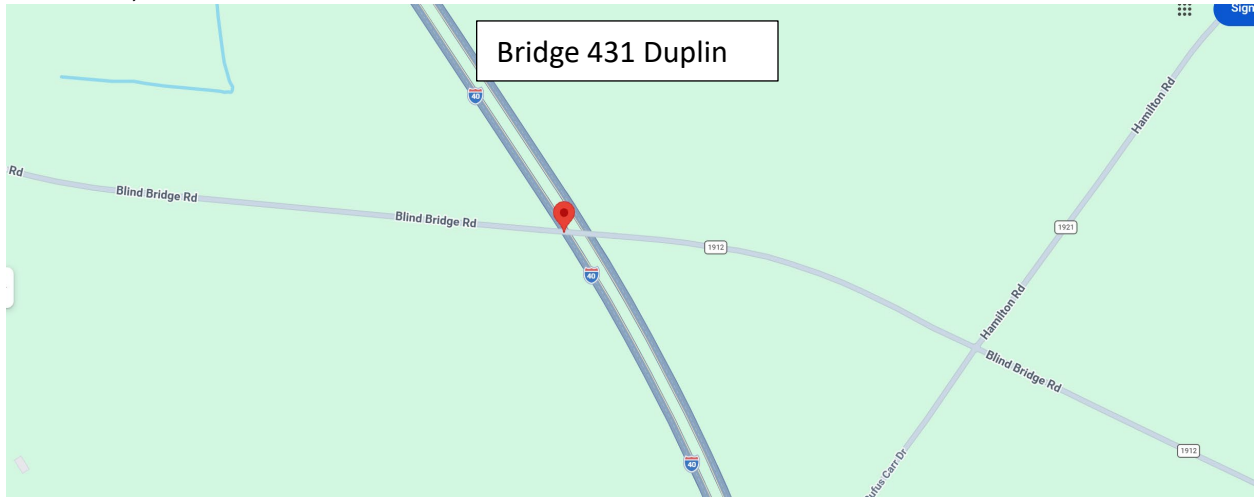 Sign
Bridge 431 Duplin
40
Hamilton Rd
Rd
Blind Bridge Rd
Blind Bridge Rd
1921
1912
40
Hamilton Rd
Blind Bridge Rd
1912
40
Rufus Carr Dr